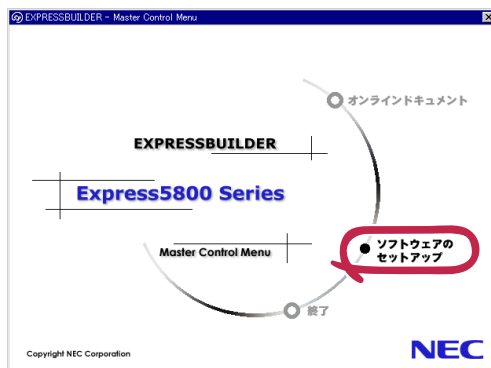 EXPRESSBUILDER - Master Control Menu
オンラインドキュメント
EXPRESSBUILDER
Express5800 Series
ソフトウェアの
セットアップ
Master Control Menu
終了
Copyright NEC Corporation
NEC